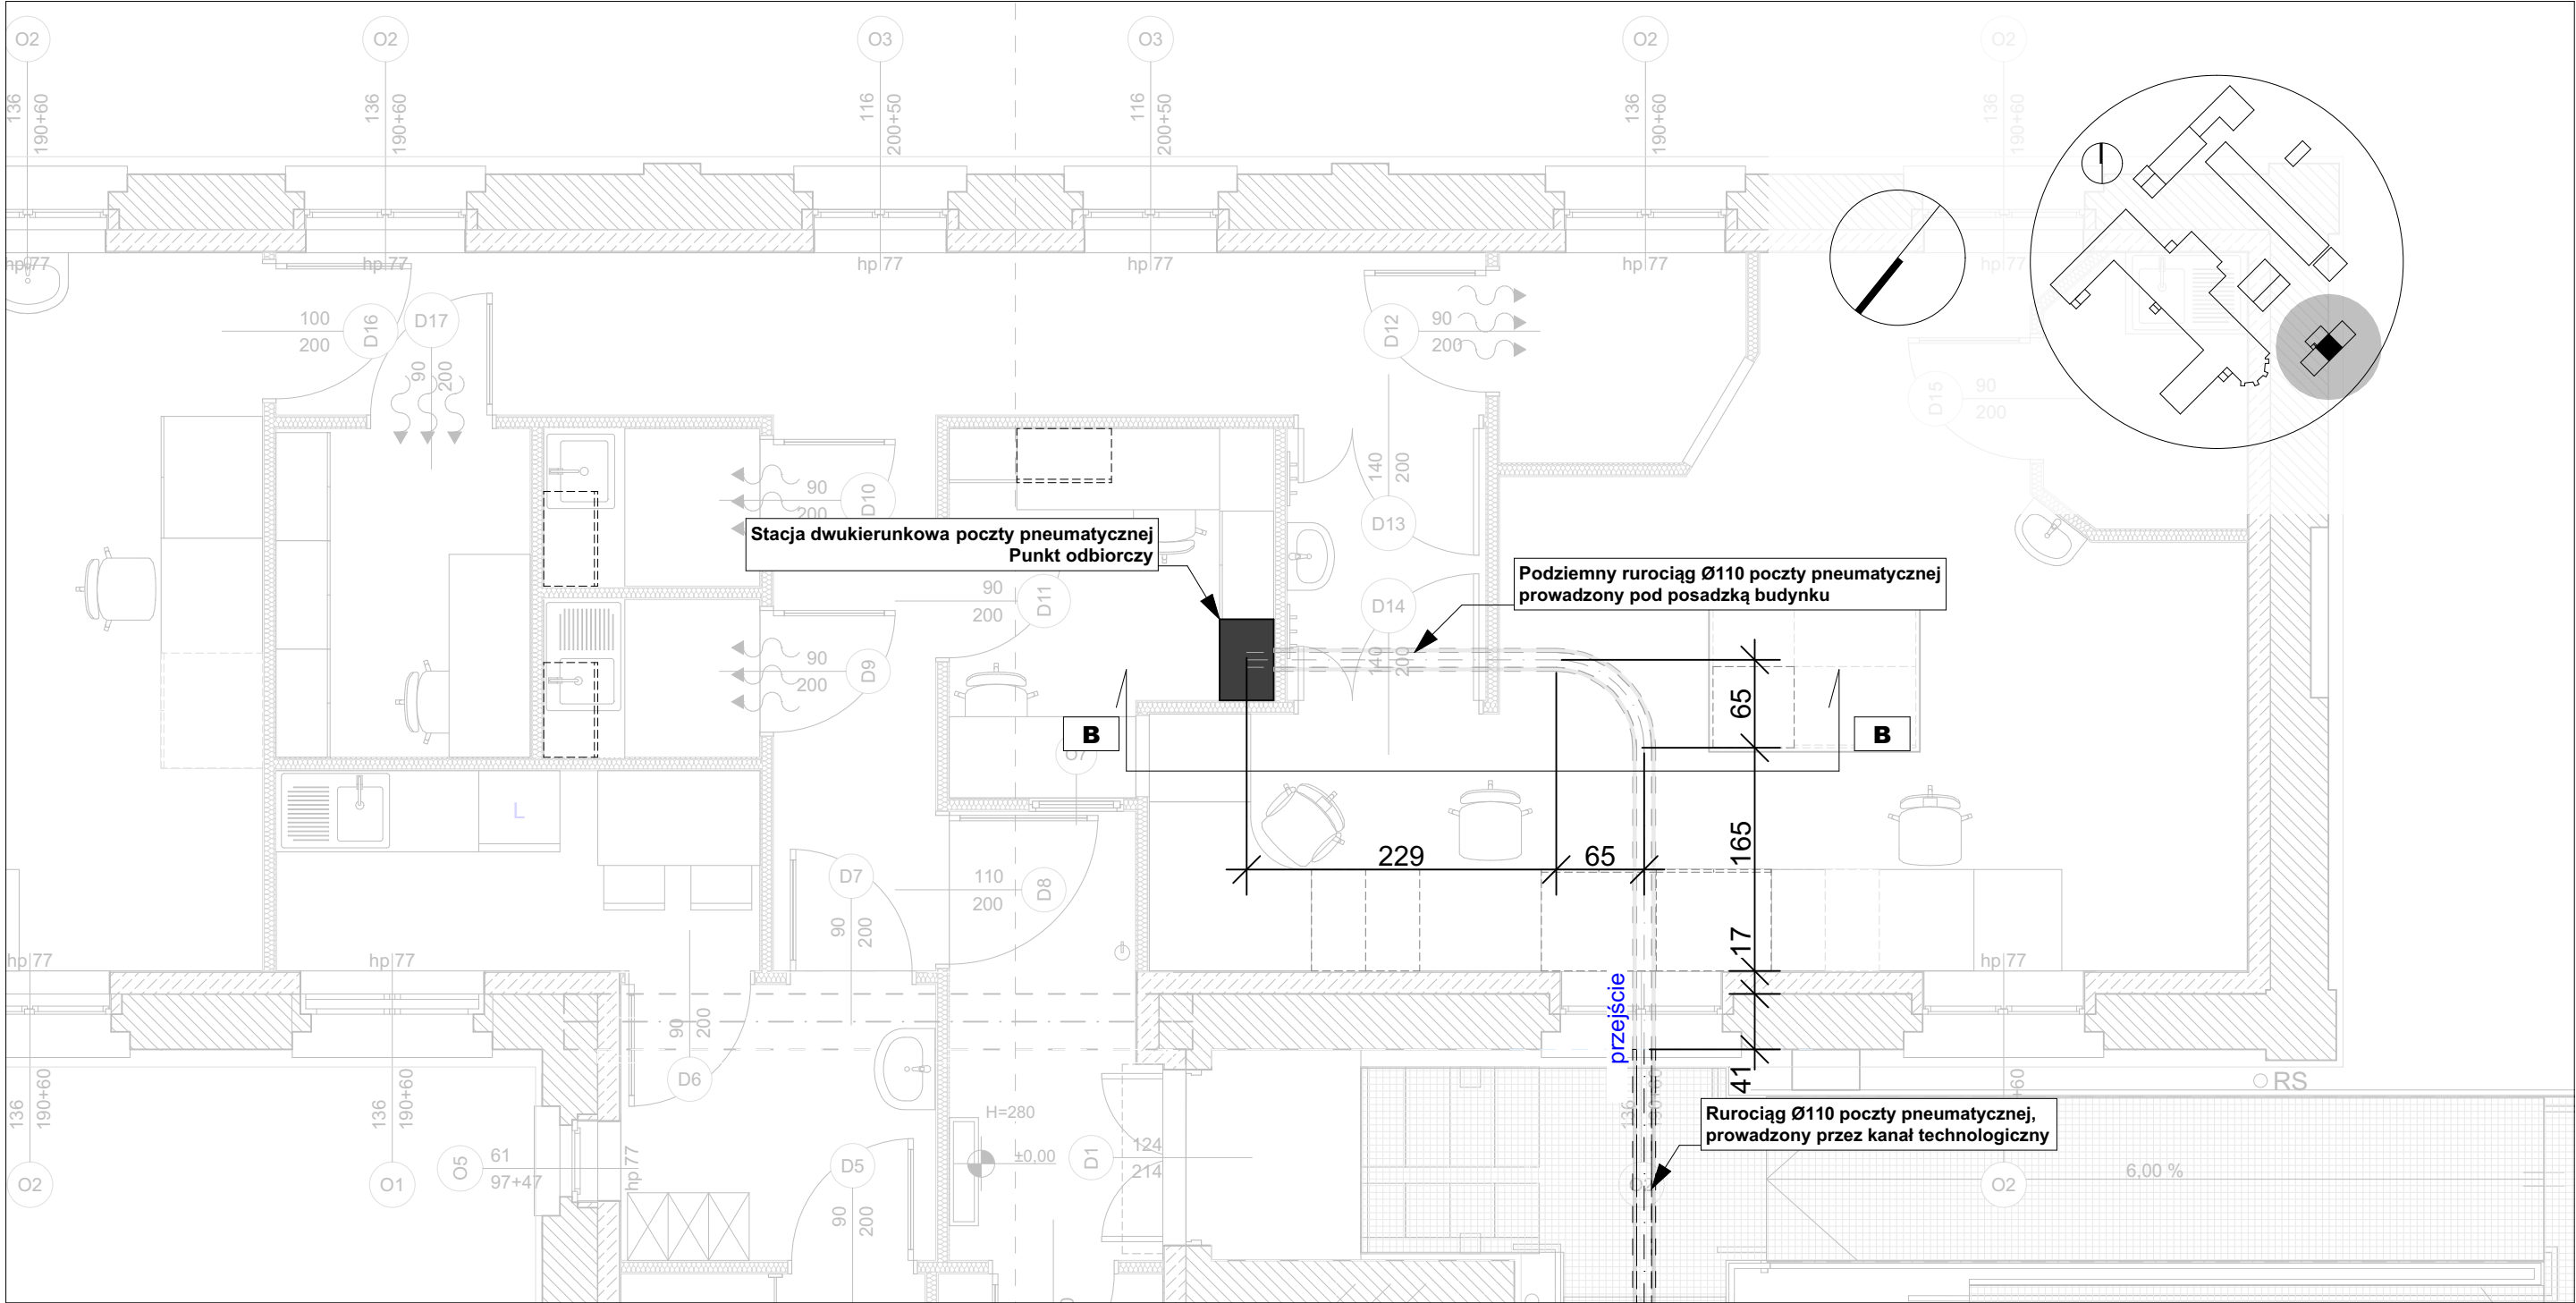 O2
O2
O3
O3
O2
O2
136
190+60
136
190+60
116
200+50
116
200+50
136
190+60
136
190+60
hp 77
hp 77
hp 77
hp 77
hp 77
hp 77
100
200
D16
D17
90
200
D12
90
200
D15
90
200
90
200
D10
140
200
D13
Stacja dwukierunkowa poczty pneumatycznej
Punkt odbiorczy
Podziemny rurociąg Ø110 poczty pneumatycznej
prowadzony pod posadzką budynku
90
200
D11
D14
140
200
90
200
D9
65
B
B
O7
L
165
229
65
D7
90
200
110
200
D8
17
hp 77
hp 77
hp 77
przejście
90
200
D6
41
RS
136
190+60
136
190+60
H=280
±0,00
D1
124
214
136
+60
Rurociąg Ø110 poczty pneumatycznej,
prowadzony przez kanał technologiczny
O2
O1
O5
61
97+47
hp 77
D5
90
200
O2
6,00 %